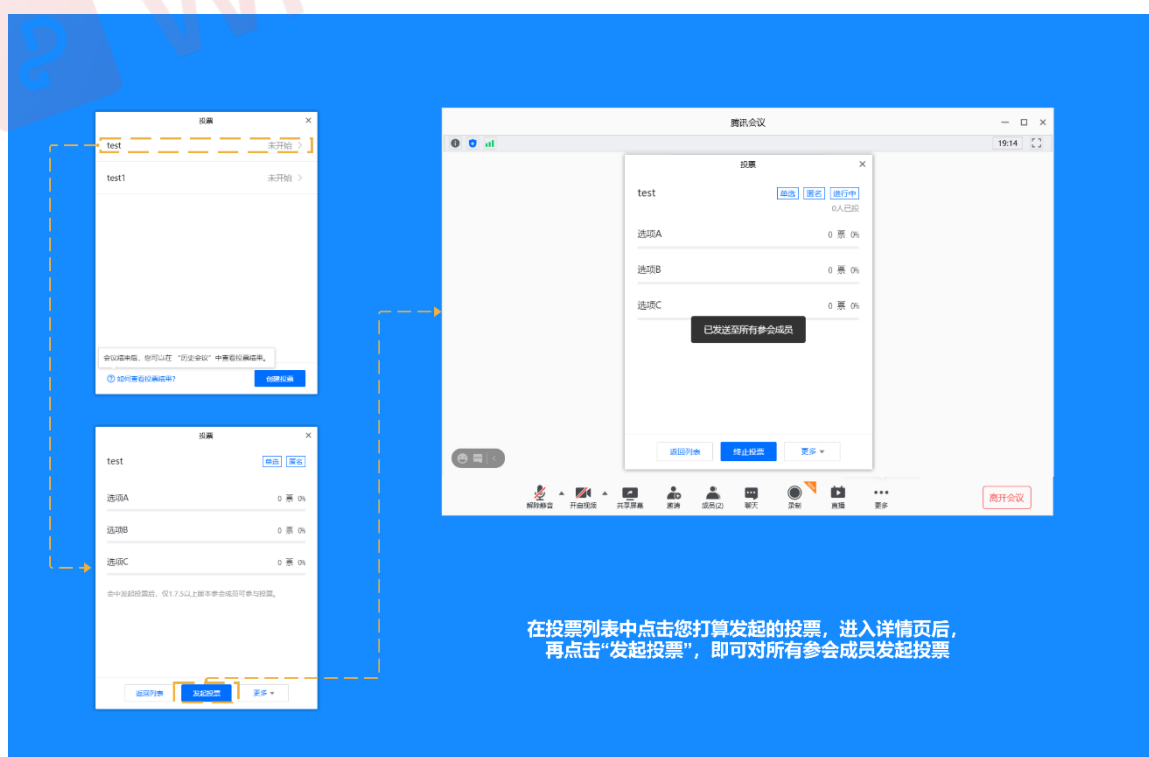 投票
test 未开始
test1 未开始
会议结束后，您可以在“历史会议”中查看投票结果。
如何查看投票结果？ 创建投票
投票
test 单选 匿名
选项A 0 票 0%
选项B 0 票 0%
选项C 0 票 0%
会中发起投票后，仅1.7.5以上版本参会成员可参与投票。
返回列表 发起投票 更多
腾讯会议
19:14
投票
test 单选 匿名 进行中
0人已投
选项A 0 票 0%
选项B 0 票 0%
选项C 0 票 0%
已发送至所有参会成员
返回列表 终止投票 更多
解除静音 开启视频 共享屏幕 邀请 成员(2) 聊天 录制 直播 更多
离开会议
在投票列表中点击您打算发起的投票，进入详情页后，
再点击“发起投票”，即可对所有参会成员发起投票